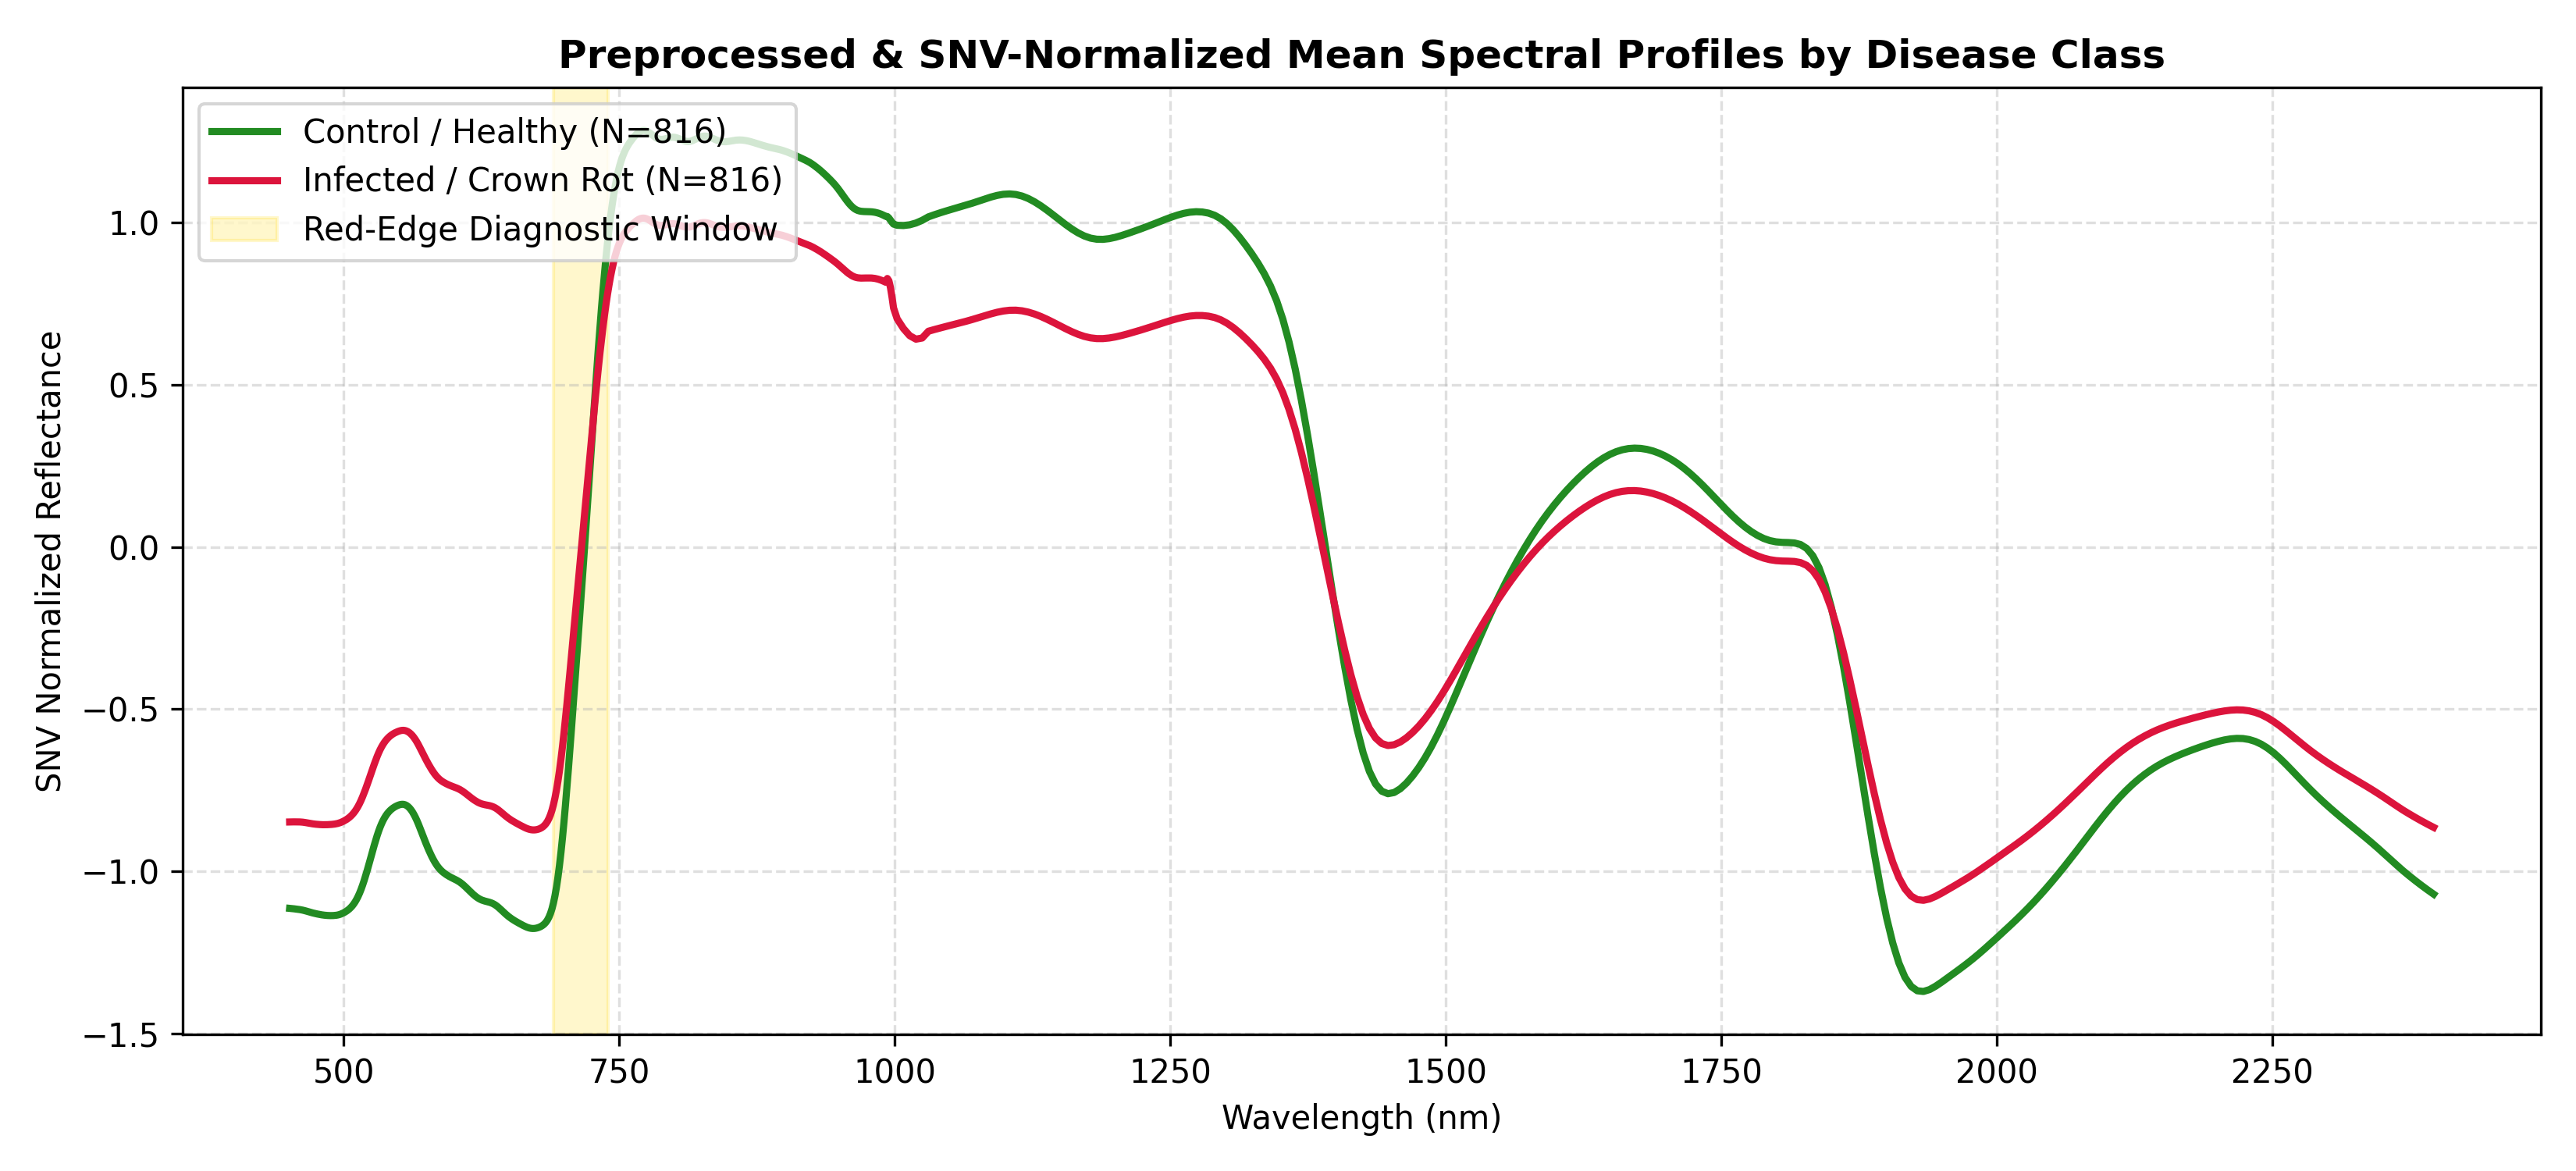 Preprocessed & SNV-Normalized Mean Spectral Profiles by Disease Class
Control / Healthy (N=816)
Infected / Crown Rot (N=816)
Red-Edge Diagnostic Window
SNV Normalized Reflectance
1.0
0.5
0.0
−0.5
−1.0
−1.5
500 750 1000 1250 1500 1750 2000 2250
Wavelength (nm)